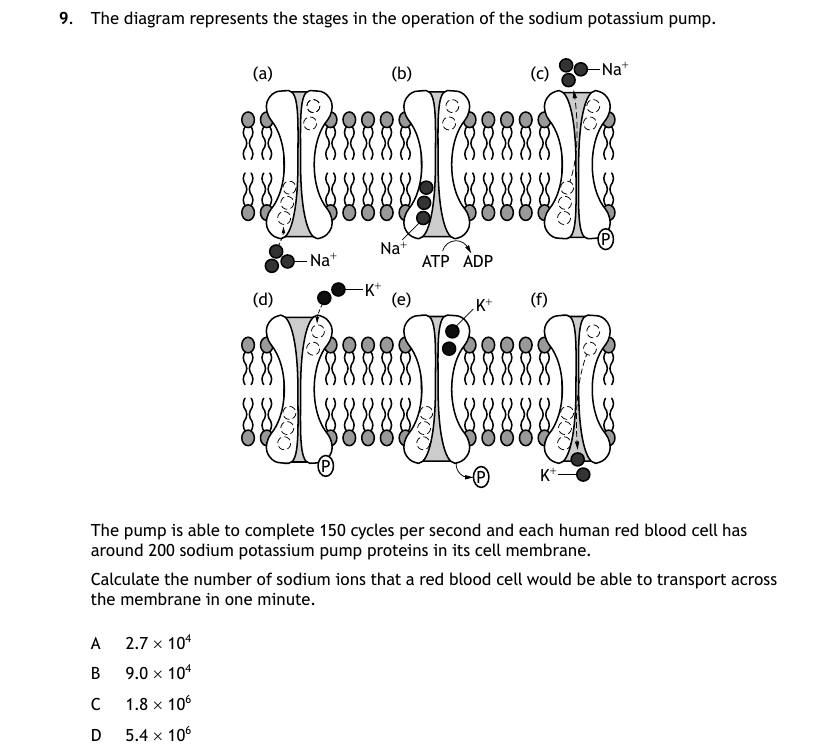 9. The diagram represents the stages in the operation of the sodium potassium pump.
(a) (b) (c) Na⁺
P
Na⁺ Na⁺ ATP ADP
(d) K⁺ (e) K⁺ (f)
P P K⁺
The pump is able to complete 150 cycles per second and each human red blood cell has
around 200 sodium potassium pump proteins in its cell membrane.
Calculate the number of sodium ions that a red blood cell would be able to transport across
the membrane in one minute.
A 2.7 × 10⁴
B 9.0 × 10⁴
C 1.8 × 10⁶
D 5.4 × 10⁶